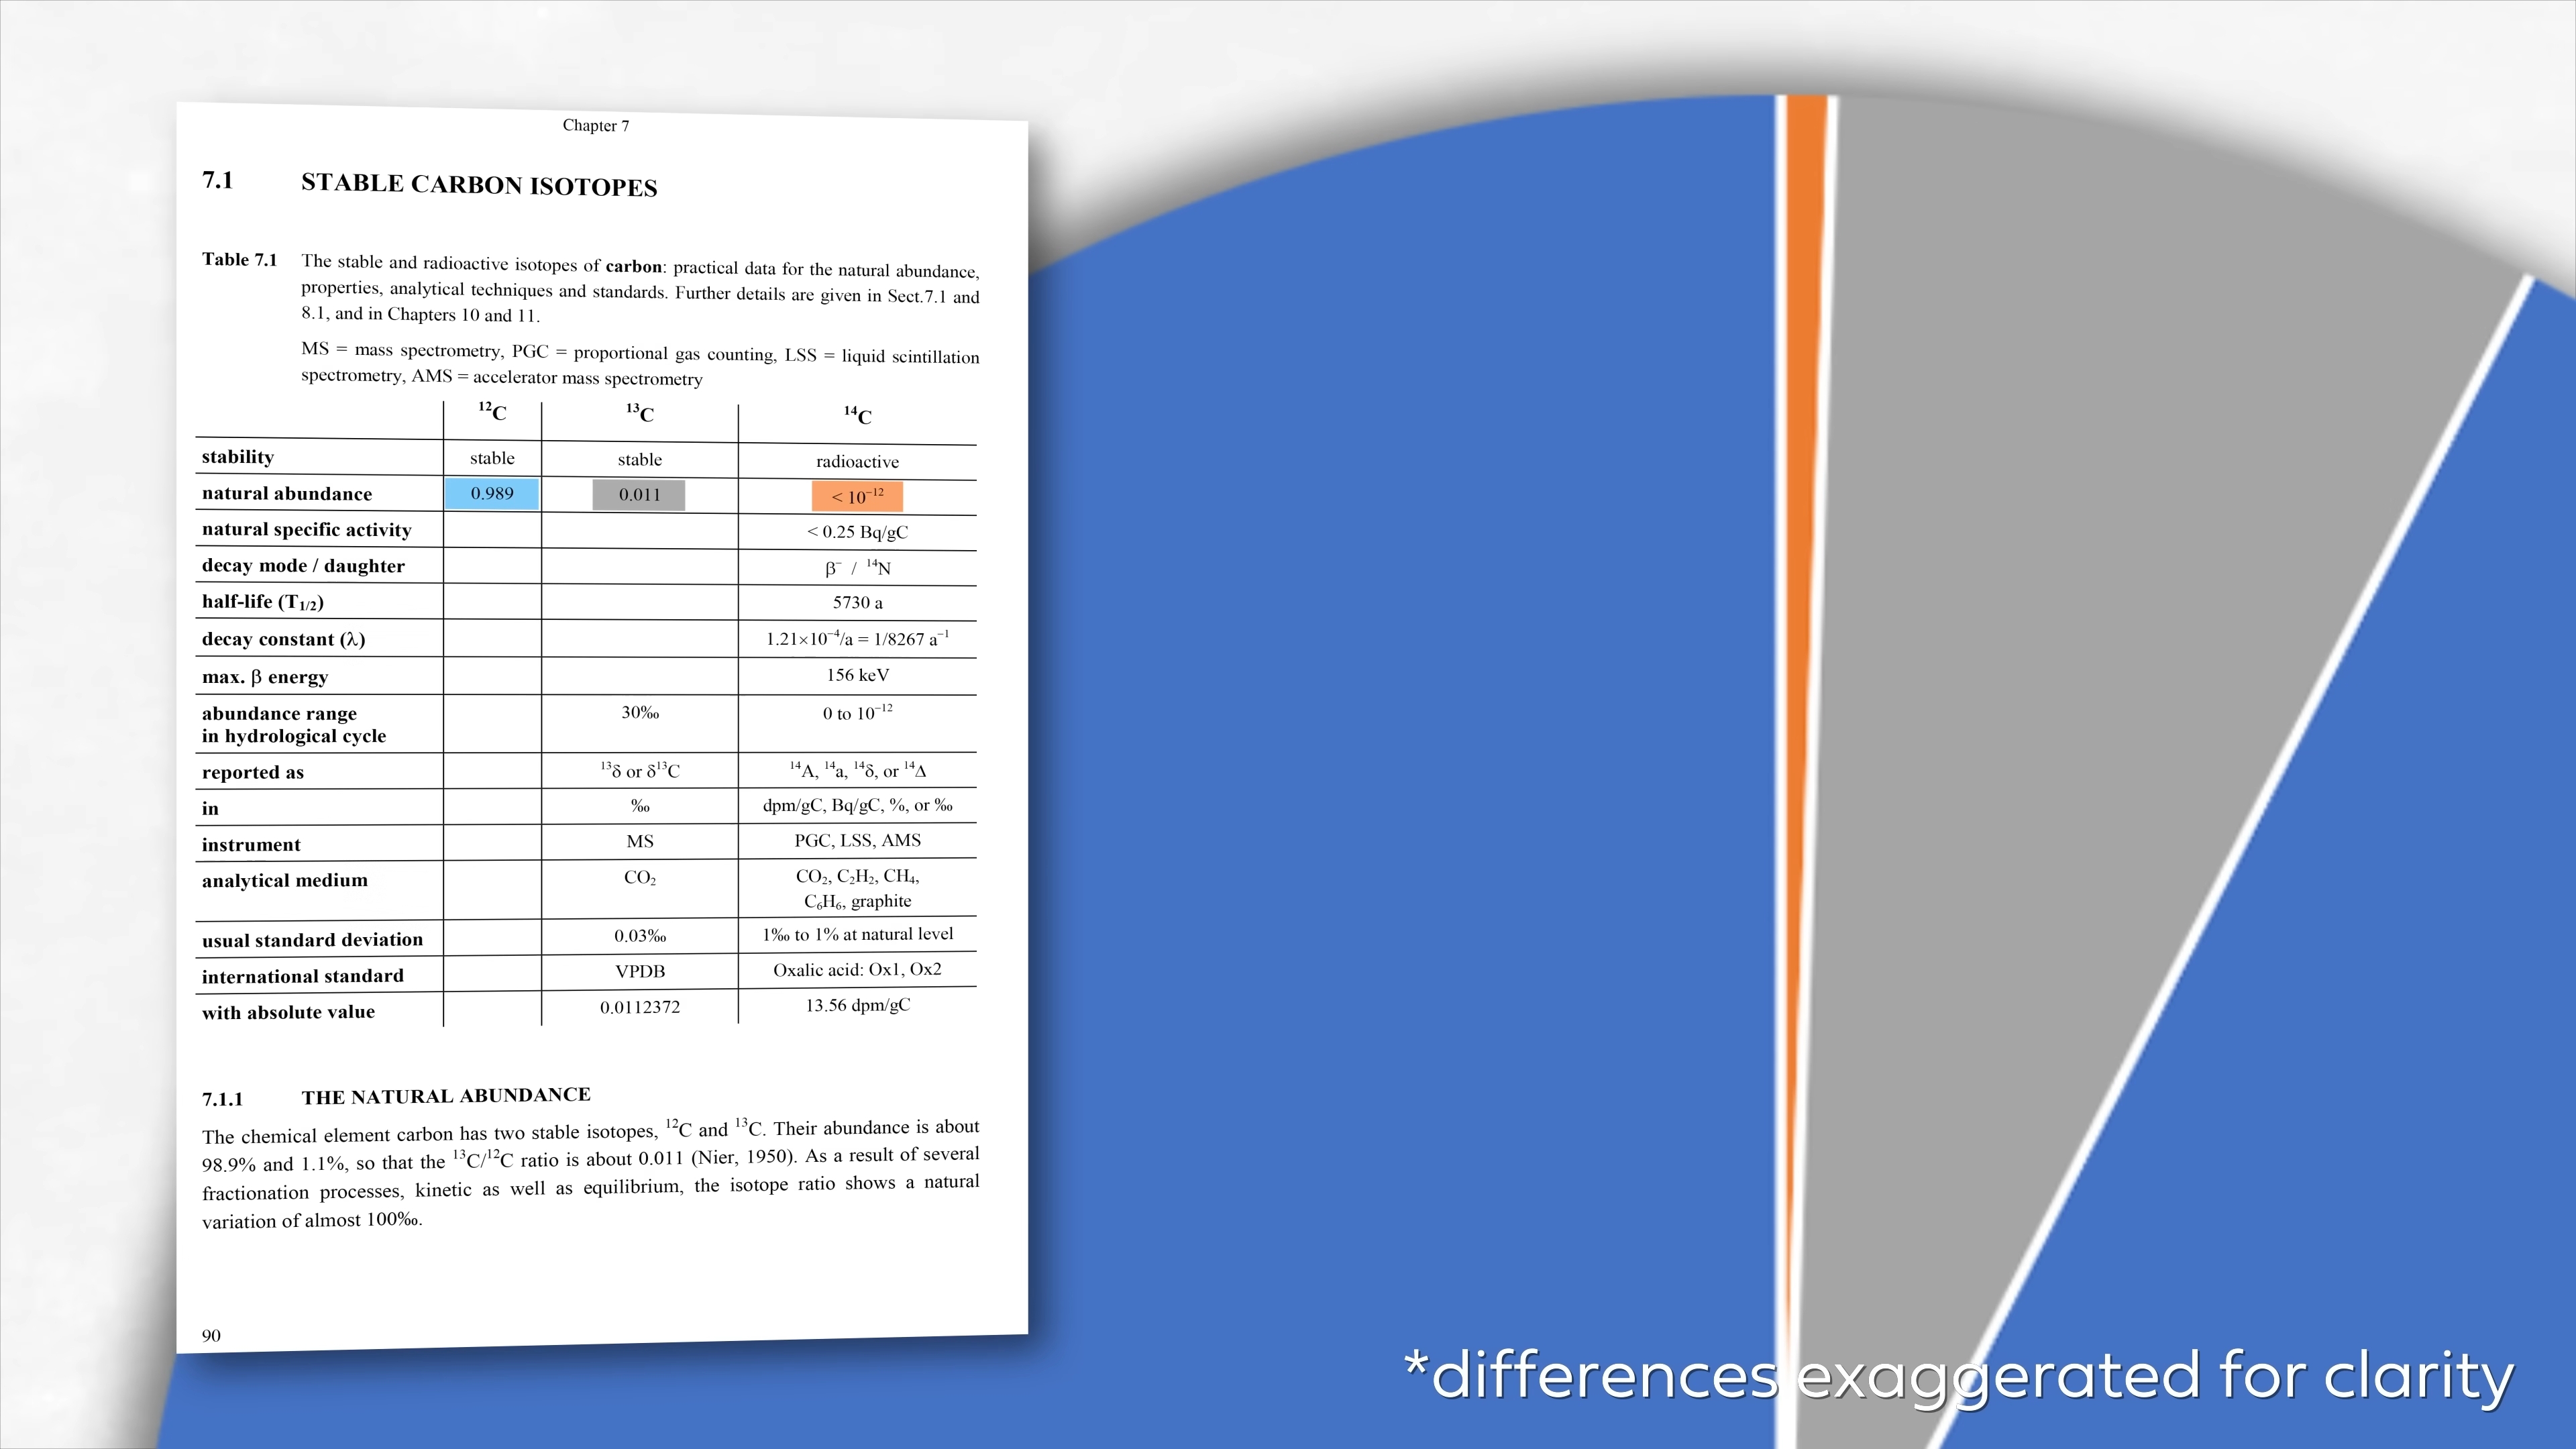 Chapter 7
7.1 STABLE CARBON ISOTOPES
Table 7.1 The stable and radioactive isotopes of carbon: practical data for the natural abundance,
properties, analytical techniques and standards. Further details are given in Sect.7.1 and
8.1, and in Chapters 10 and 11.
MS = mass spectrometry, PGC = proportional gas counting, LSS = liquid scintillation
spectrometry, AMS = accelerator mass spectrometry
¹²C ¹³C ¹⁴C
stability stable stable radioactive
natural abundance 0.989 0.011 < 10⁻¹²
natural specific activity < 0.25 Bq/gC
decay mode / daughter β⁻ / ¹⁴N
half-life (T₁/₂) 5730 a
decay constant (λ) 1.21×10⁻⁴/a = 1/8267 a⁻¹
max. β energy 156 keV
abundance range 30‰ 0 to 10⁻¹²
in hydrological cycle
reported as ¹³δ or δ¹³C ¹⁴A, ¹⁴a, ¹⁴δ, or ¹⁴Δ
in ‰ dpm/gC, Bq/gC, %, or ‰
instrument MS PGC, LSS, AMS
analytical medium CO₂ CO₂, C₂H₂, CH₄,
C₆H₆, graphite
usual standard deviation 0.03‰ 1‰ to 1% at natural level
international standard VPDB Oxalic acid: Ox1, Ox2
with absolute value 0.0112372 13.56 dpm/gC
7.1.1 THE NATURAL ABUNDANCE
The chemical element carbon has two stable isotopes, ¹²C and ¹³C. Their abundance is about
98.9% and 1.1%, so that the ¹³C/¹²C ratio is about 0.011 (Nier, 1950). As a result of several
fractionation processes, kinetic as well as equilibrium, the isotope ratio shows a natural
variation of almost 100‰.
90
*differences exaggerated for clarity